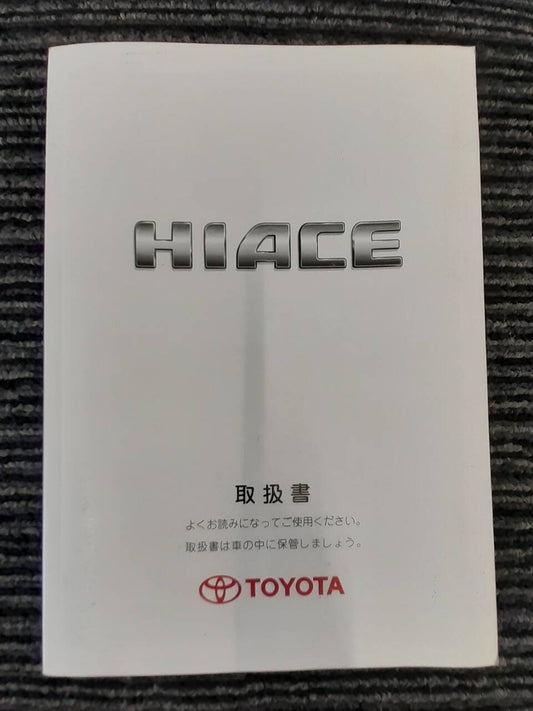 HIACE
取扱書
よくお読みになってご使用ください。
取扱書は車の中に保管しましょう。
TOYOTA